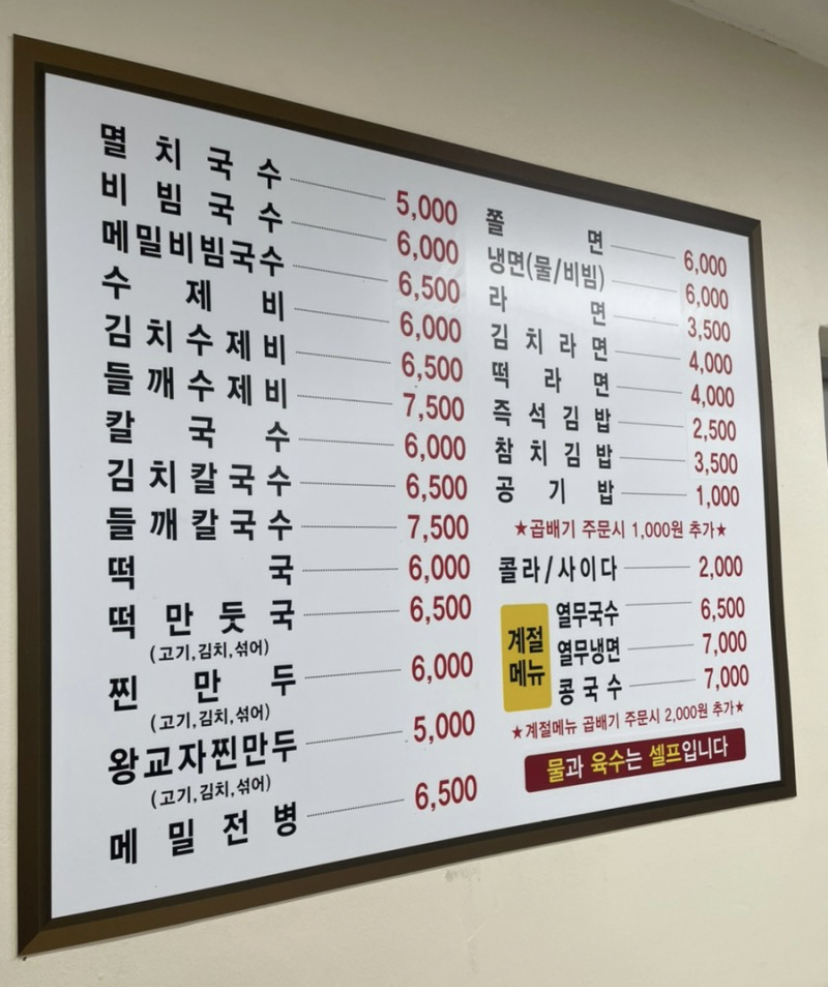 멸치국수 5,000
비빔국수 6,000
메밀비빔국수 6,500
수제비 6,000
김치수제비 6,500
들깨수제비 7,500
칼국수 6,000
김치칼국수 6,500
들깨칼국수 7,500
떡국 6,000
떡만둣국 6,500
(고기,김치,섞어)
찐만두 6,000
(고기,김치,섞어)
왕교자찐만두 5,000
(고기,김치,섞어)
메밀전병 6,500
쫄면 6,000
냉면(물/비빔) 6,000
라면 3,500
김치라면 4,000
떡라면 4,000
즉석김밥 2,500
참치김밥 3,500
공기밥 1,000
★곱배기 주문시 1,000원 추가★
콜라/사이다 2,000
계절메뉴
열무국수 6,500
열무냉면 7,000
콩국수 7,000
★계절메뉴 곱배기 주문시 2,000원 추가★
물과 육수는 셀프입니다